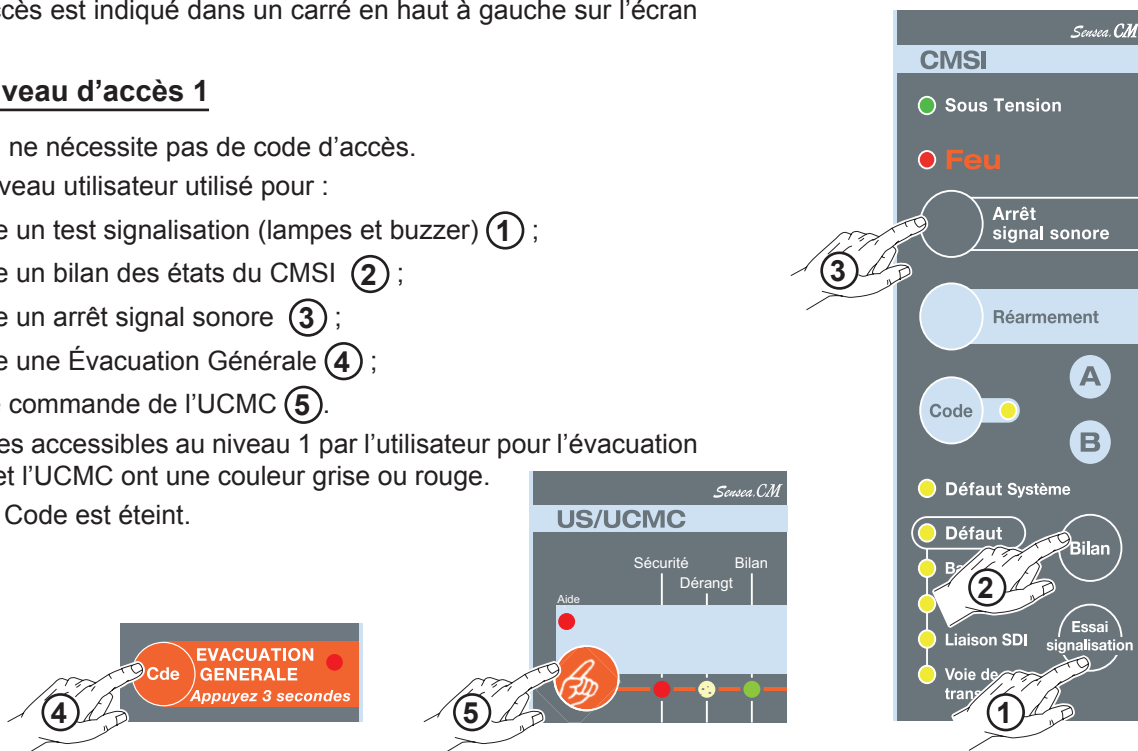 ccès est indiqué dans un carré en haut à gauche sur l'écran
veau d'accès 1
ne nécessite pas de code d'accès.
veau utilisateur utilisé pour :
e un test signalisation (lampes et buzzer) 1 ;
e un bilan des états du CMSI 2 ;
e un arrêt signal sonore 3 ;
e une Évacuation Générale 4 ;
e commande de l'UCMC 5.
es accessibles au niveau 1 par l'utilisateur pour l'évacuation
et l'UCMC ont une couleur grise ou rouge.
Code est éteint.
Cde
EVACUATION
GENERALE
Appuyez 3 secondes
4
Sensea.CM
US/UCMC
Sécurité
Bilan
Dérangt
Aide
5
Sensea.CM
CMSI
Sous Tension
Feu
Arrêt
signal sonore
3
Réarmement
A
Code
B
Défaut Système
Défaut
Bilan
Ba
2
Liaison SDI
Essai
signalisation
Voie de
trans
1